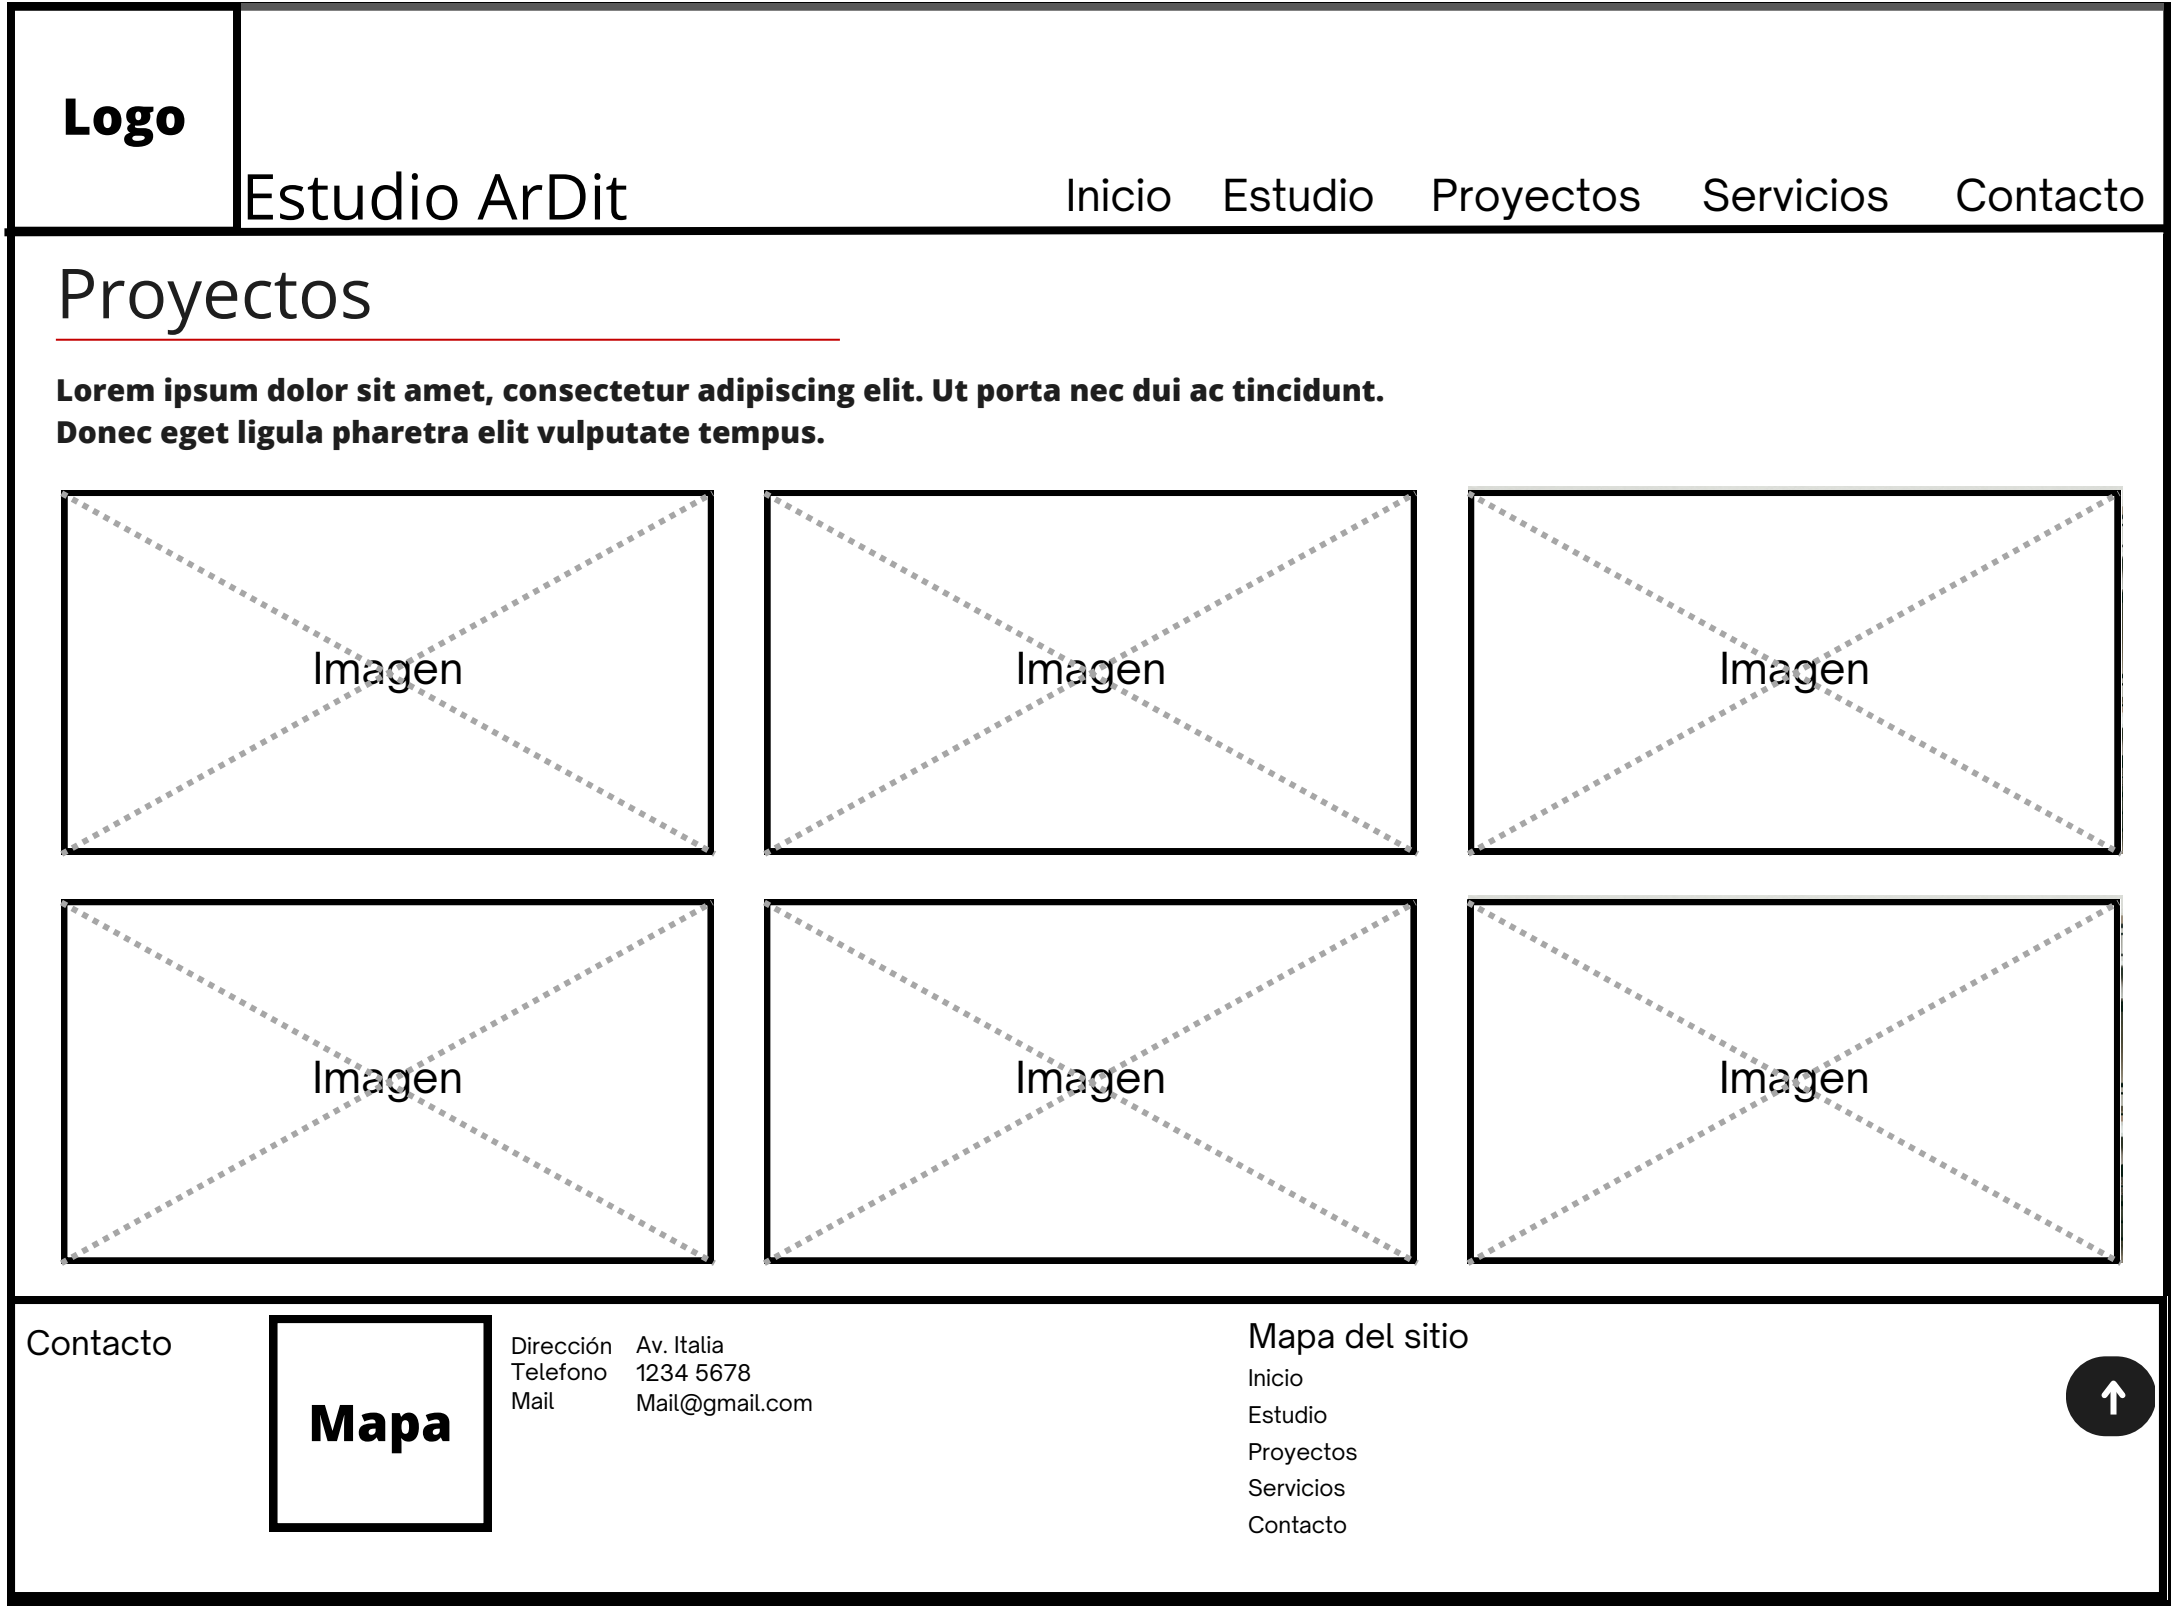 Logo
Estudio ArDit
Inicio Estudio Proyectos Servicios Contacto
Proyectos
Lorem ipsum dolor sit amet, consectetur adipiscing elit. Ut porta nec dui ac tincidunt.
Donec eget ligula pharetra elit vulputate tempus.
Imagen Imagen Imagen
Imagen Imagen Imagen
Contacto
Mapa
Dirección Av. Italia
Telefono 1234 5678
Mail Mail@gmail.com
Mapa del sitio
Inicio
Estudio
Proyectos
Servicios
Contacto